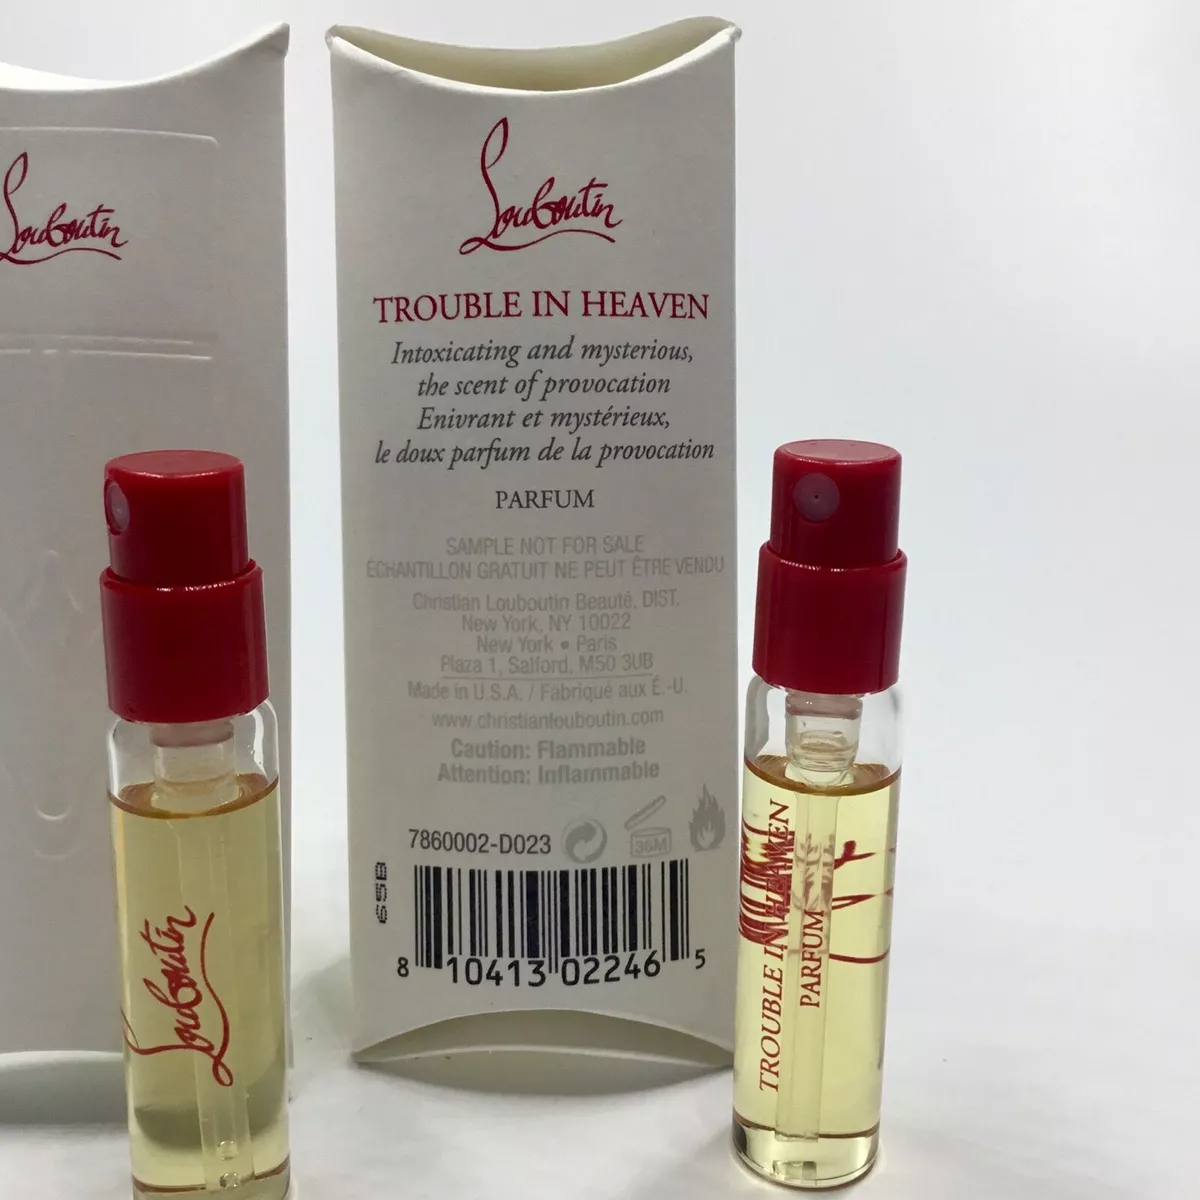 Louboutin
Louboutin
TROUBLE IN HEAVEN
Intoxicating and mysterious,
the scent of provocation
Enivrant et mystérieux,
le doux parfum de la provocation
PARFUM
SAMPLE NOT FOR SALE
ÉCHANTILLON GRATUIT NE PEUT ÊTRE VENDU
Christian Louboutin Beauté, DIST.
New York, NY 10022
New York • Paris
Plaza 1, Salford, M50 3UB
Made in U.S.A. / Fabriqué aux É.-U.
www.christianlouboutin.com
Caution: Flammable
Attention: Inflammable
7860002-D023
36M
65B
8 10413 02246 5
Louboutin
TROUBLE IN HEAVEN
PARFUM